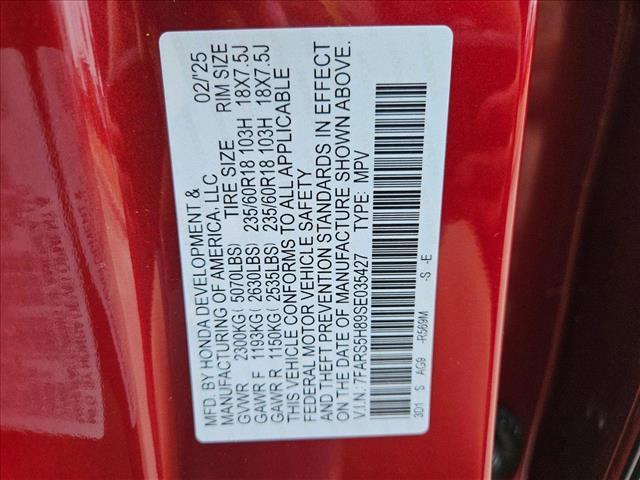 MFD. BY HONDA DEVELOPMENT & 02/'25
MANUFACTURING OF AMERICA, LLC
TIRE SIZE RIM SIZE
GVWR 2300KG ( 5070LBS) 235/60R18 103H 18X7.5J
GAWR F 1193KG ( 2630LBS) 235/60R18 103H 18X7.5J
GAWR R 1150KG ( 2535LBS)
THIS VEHICLE CONFORMS TO ALL APPLICABLE
FEDERAL MOTOR VEHICLE SAFETY
AND THEFT PREVENTION STANDARDS IN EFFECT
ON THE DATE OF MANUFACTURE SHOWN ABOVE.
V.I.N.: 7FARS5H89SE035427 TYPE: MPV
3D1 S AG9 -R569M -S -E